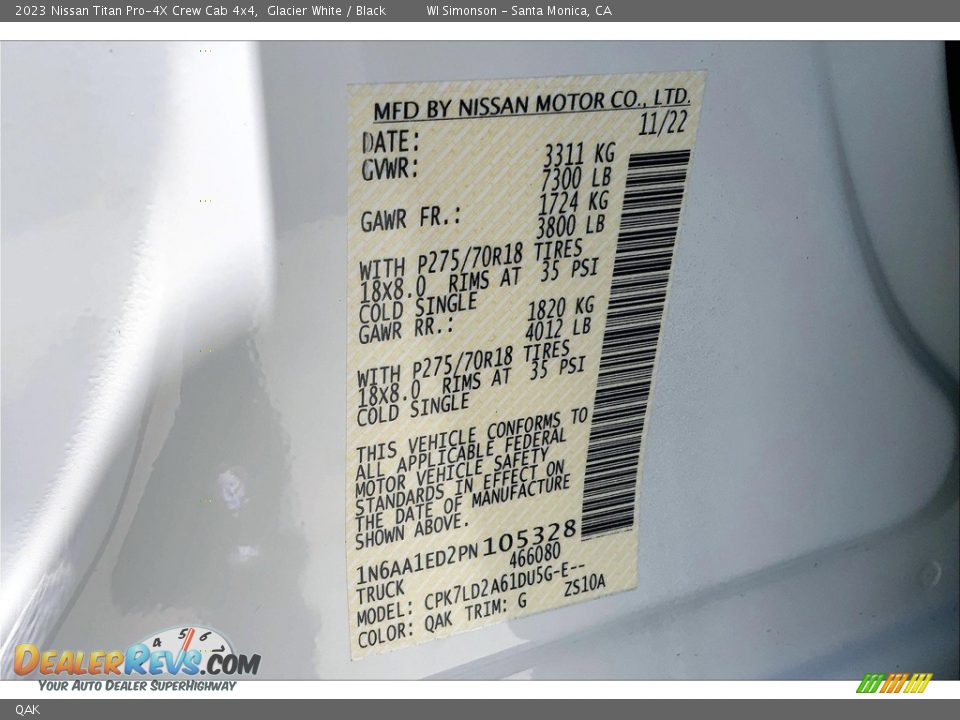 2023 Nissan Titan Pro-4X Crew Cab 4x4, Glacier White / Black WI Simonson - Santa Monica, CA
MFD BY NISSAN MOTOR CO., LTD.
DATE: 11/22
GVWR: 3311 KG
7300 LB
GAWR FR.: 1724 KG
3800 LB
WITH P275/70R18 TIRES
18X8.0 RIMS AT 35 PSI
COLD SINGLE
GAWR RR.: 1820 KG
4012 LB
WITH P275/70R18 TIRES
18X8.0 RIMS AT 35 PSI
COLD SINGLE
THIS VEHICLE CONFORMS TO
ALL APPLICABLE FEDERAL
MOTOR VEHICLE SAFETY
STANDARDS IN EFFECT ON
THE DATE OF MANUFACTURE
SHOWN ABOVE.
1N6AA1ED2PN105328
TRUCK 466080
MODEL: CPK7LD2A61DU5G-E--
COLOR: QAK TRIM: G ZS10A
4 5 6
DEALERREVS.COM
YOUR AUTO DEALER SUPERHIGHWAY
QAK